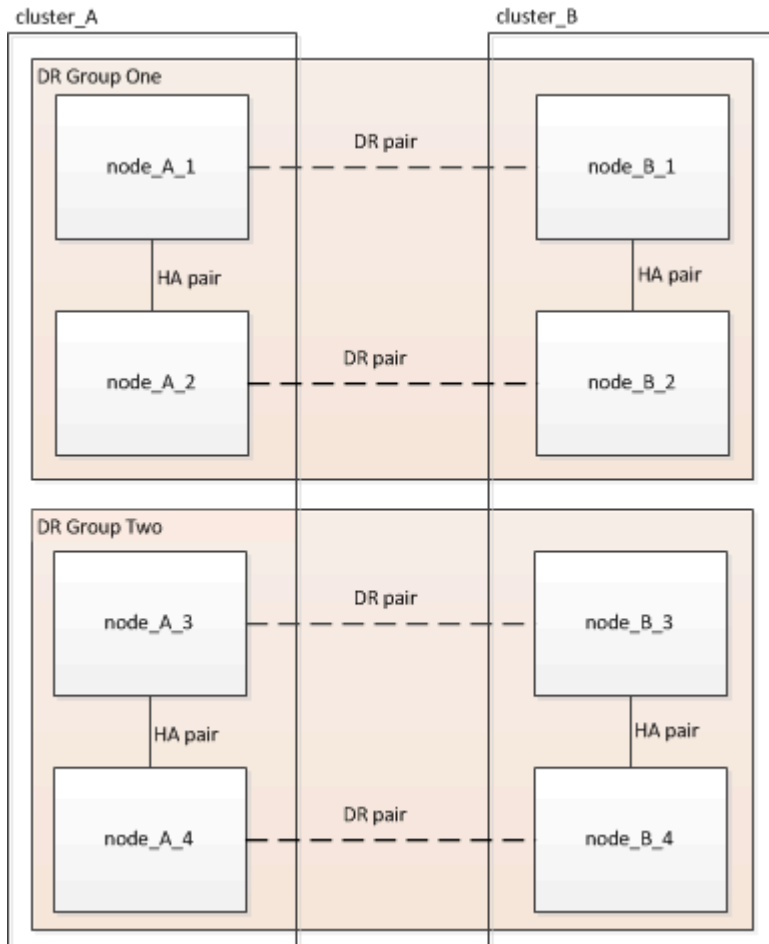 cluster_A
cluster_B
DR Group One
node_A_1
DR pair
node_B_1
HA pair
HA pair
node_A_2
DR pair
node_B_2
DR Group Two
node_A_3
DR pair
node_B_3
HA pair
HA pair
node_A_4
DR pair
node_B_4